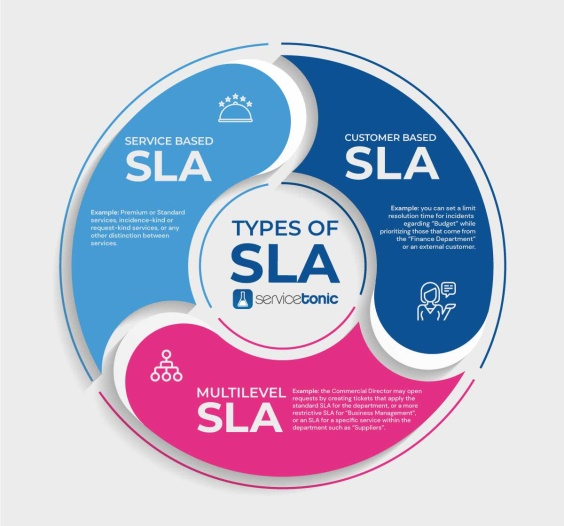 SERVICE BASED
SLA
Example: Premium or Standard
services, incidence-kind or
request-kind services, or any
other distinction between
services.
CUSTOMER BASED
SLA
Example: you can set a limit
resolution time for incidents
egarding "Budget" while
prioritizing those that come from
the "Finance Department"
or an external customer.
TYPES OF
SLA
servicetonic
MULTILEVEL
SLA
Example: the Commercial Director may open
requests by creating tickets that apply the
standard SLA for the department, or a more
restrictive SLA for "Business Management",
or an SLA for a specific service within the
department such as "Suppliers".